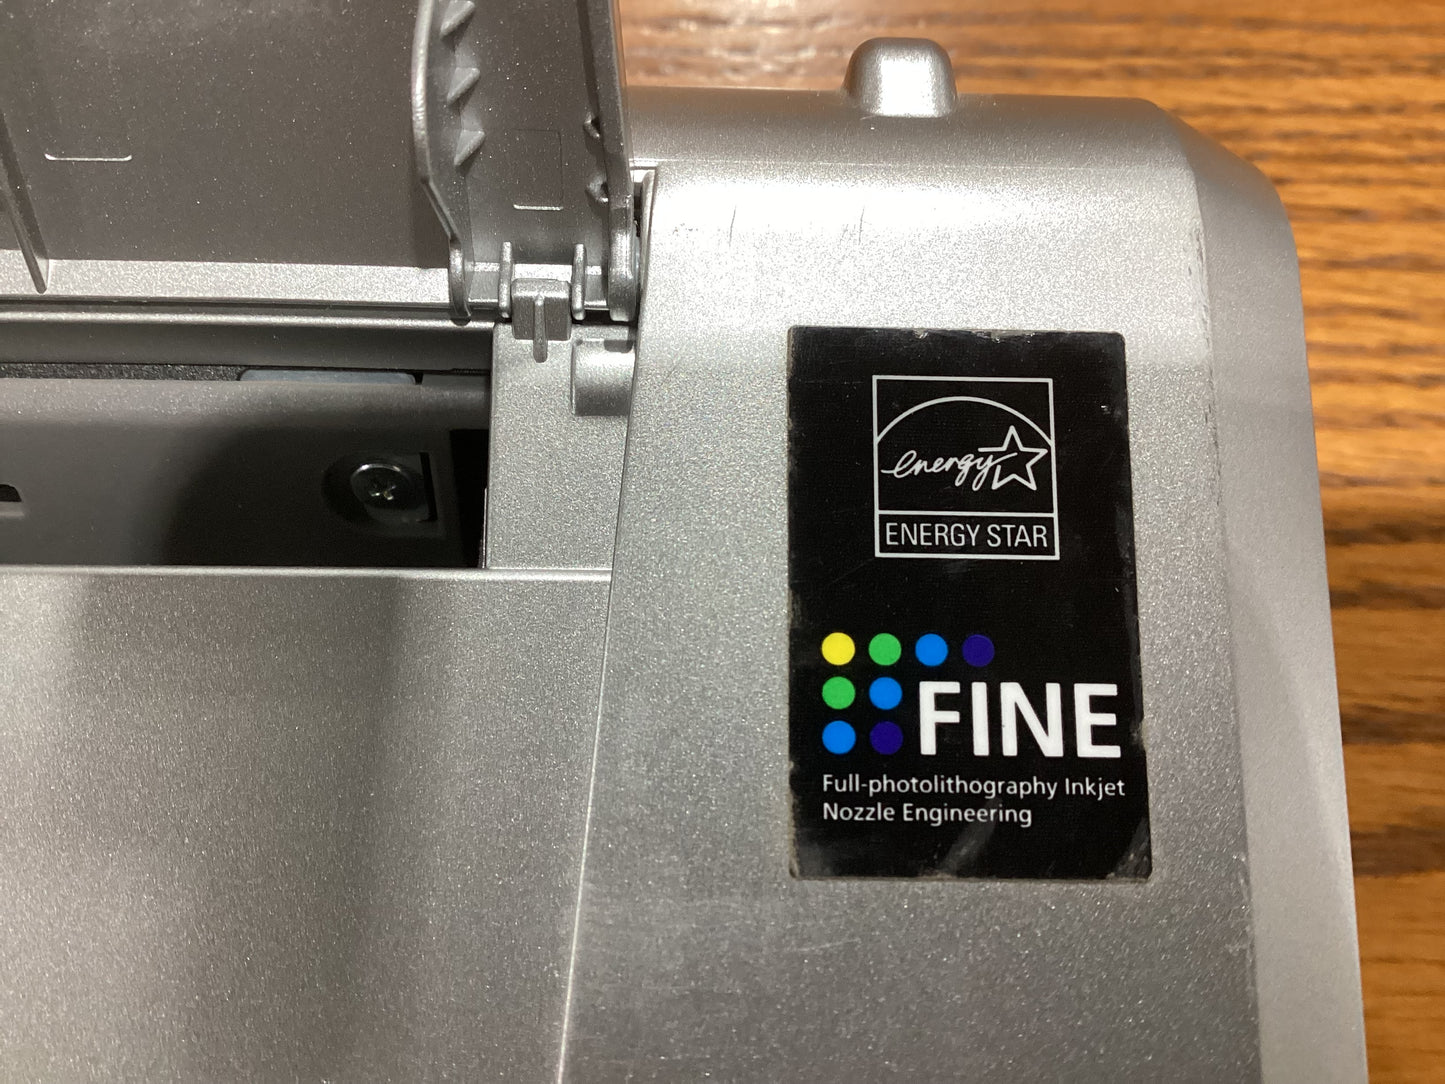 energy
ENERGY STAR
FINE
Full-photolithography Inkjet
Nozzle Engineering